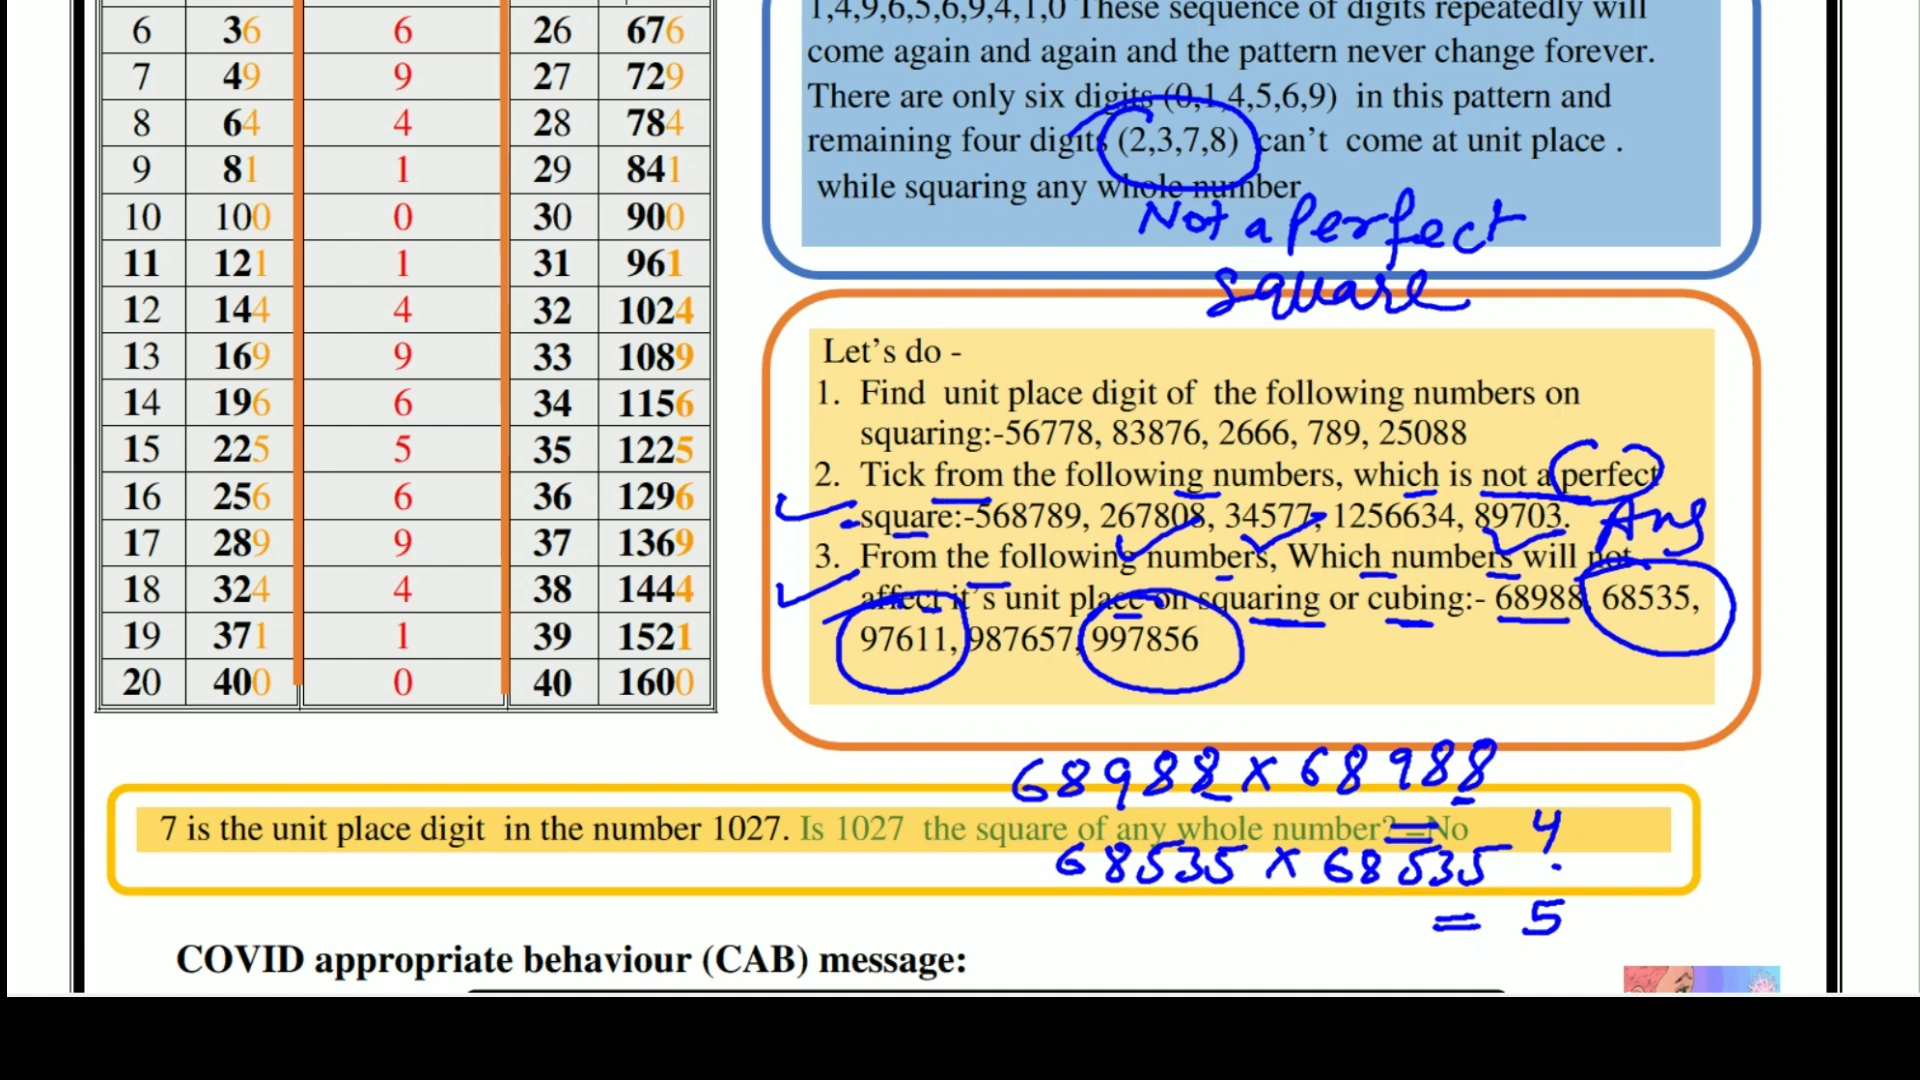 6 36 6 26 676
7 49 9 27 729
8 64 4 28 784
9 81 1 29 841
10 100 0 30 900
11 121 1 31 961
12 144 4 32 1024
13 169 9 33 1089
14 196 6 34 1156
15 225 5 35 1225
16 256 6 36 1296
17 289 9 37 1369
18 324 4 38 1444
19 371 1 39 1521
20 400 0 40 1600
1,4,9,6,5,6,9,4,1,0 These sequence of digits repeatedly will
come again and again and the pattern never change forever.
There are only six digits (0,1,4,5,6,9) in this pattern and
remaining four digits (2,3,7,8) can't come at unit place .
while squaring any whole number
Not a perfect
square
Let's do -
1. Find unit place digit of the following numbers on
squaring:-56778, 83876, 2666, 789, 25088
2. Tick from the following numbers, which is not a perfect
square:-568789, 267808, 34577, 1256634, 89703.
Ans
3. From the following numbers, Which numbers will not
affect it's unit place on squaring or cubing:- 68988, 68535,
97611, 987657, 997856
68988 x 68988
7 is the unit place digit in the number 1027. Is 1027 the square of any whole number? =No
= 4
68535 x 68535
= 5
COVID appropriate behaviour (CAB) message: